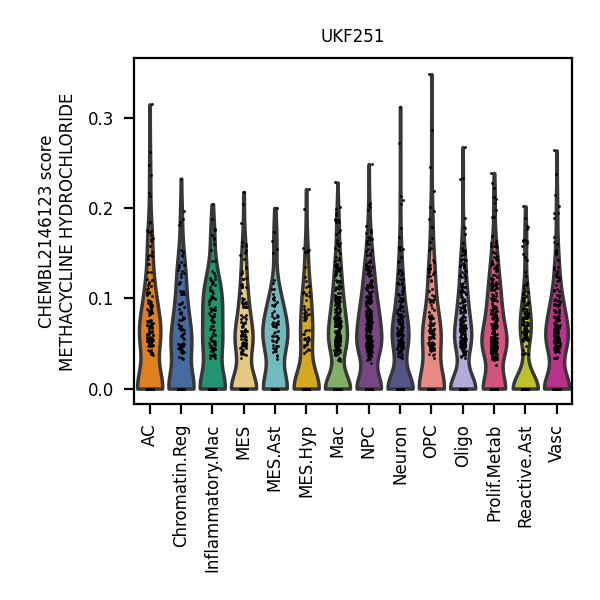 UKF251
CHEMBL2146123 score
METHACYCLINE HYDROCHLORIDE
0.3
0.2
0.1
0.0
AC
Chromatin.Reg
Inflammatory.Mac
MES
MES.Ast
MES.Hyp
Mac
NPC
Neuron
OPC
Oligo
Prolif.Metab
Reactive.Ast
Vasc